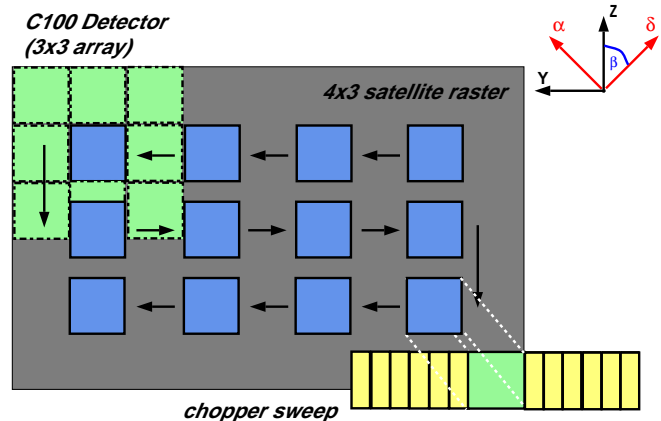 C100 Detector
(3x3 array)
4x3 satellite raster
Z
α
δ
β
Y
chopper sweep